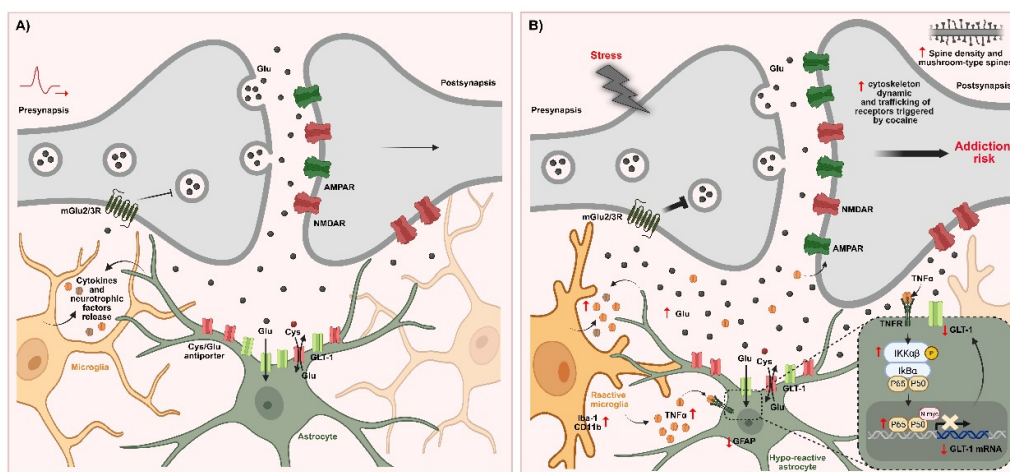 A)
Glu
Presynapsis
Postsynapsis
AMPAR
NMDAR
mGlu2/3R
Cytokines and
neurotrophic
factors
release
Cys/Glu
antiporter
Glu
Cys
GLT-1
Glu
Microglia
Astrocyte
B)
Stress
Glu
↑ Spine density and
mushroom-type spines
Presynapsis
Postsynapsis
↑ cytoskeleton
dynamic
and trafficking of
receptors triggered
by cocaine
Addiction
risk
NMDAR
mGlu2/3R
AMPAR
↑
↑ Glu
Glu
Cys
GLT-1
Glu
Reactive
microglia
Iba-1
CD11b ↑
TNFα ↑
↓ GFAP
Hypo-reactive
astrocyte
TNFα
TNFR
↓ GLT-1
↑ IKKαβ
P
IkBα
P65 P50
N-myc
↑ P65 P50
↓ GLT-1 mRNA